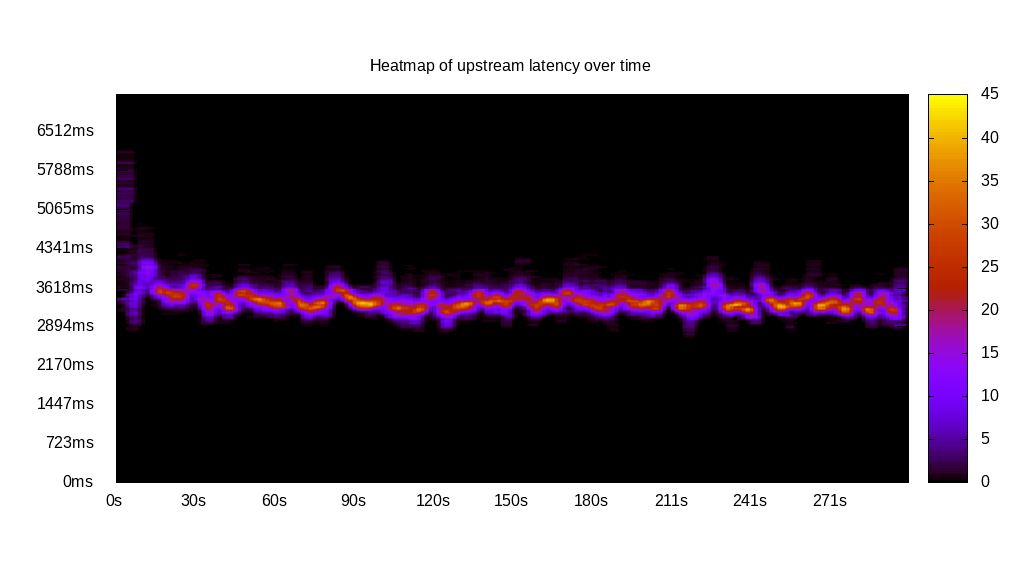 Heatmap of upstream latency over time
6512ms
5788ms
5065ms
4341ms
3618ms
2894ms
2170ms
1447ms
723ms
0ms
0s 30s 60s 90s 120s 150s 180s 211s 241s 271s
45
40
35
30
25
20
15
10
5
0